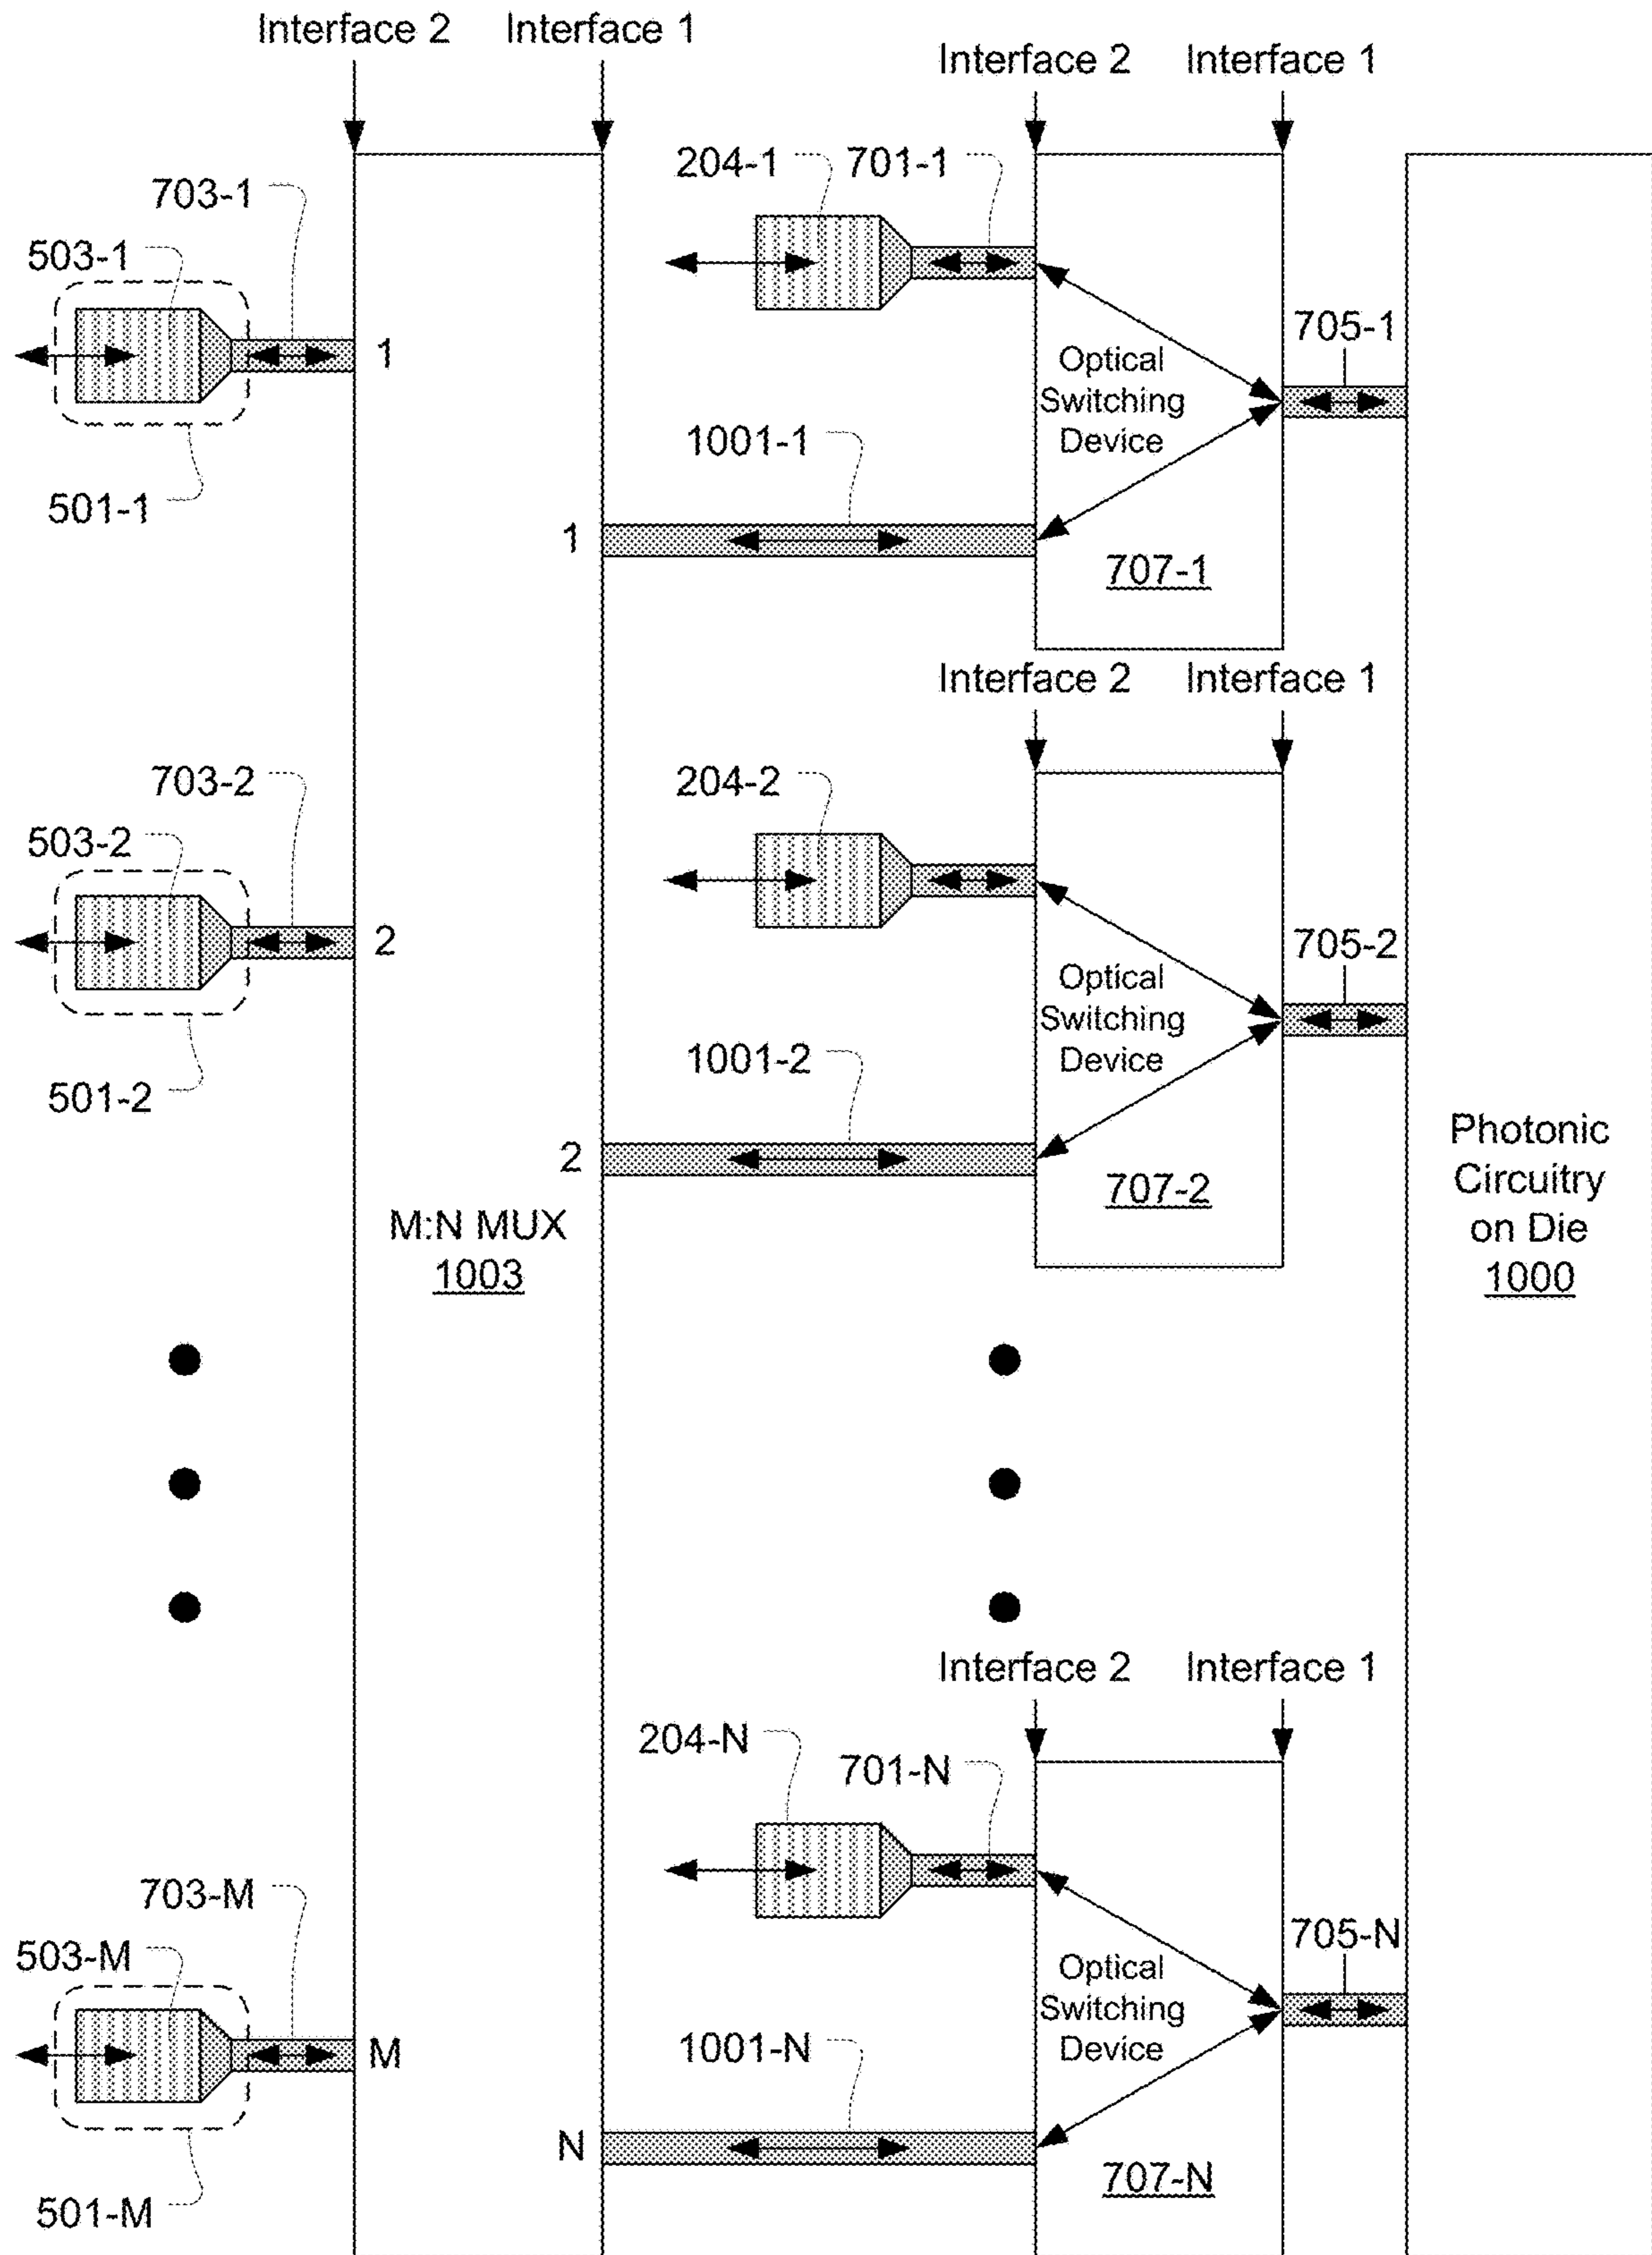 Interface 2 Interface 1
Interface 2 Interface 1
204-1 701-1
703-1
503-1
705-1
1
Optical
Switching
Device
1001-1
501-1
1
707-1
Interface 2 Interface 1
703-2
204-2
503-2
705-2
2
Optical
Switching
Device
1001-2
501-2
2
707-2
Photonic
Circuitry
on Die
1000
M:N MUX
1003
Interface 2 Interface 1
204-N
701-N
703-M
503-M
705-N
M
Optical
Switching
Device
1001-N
N
707-N
501-M